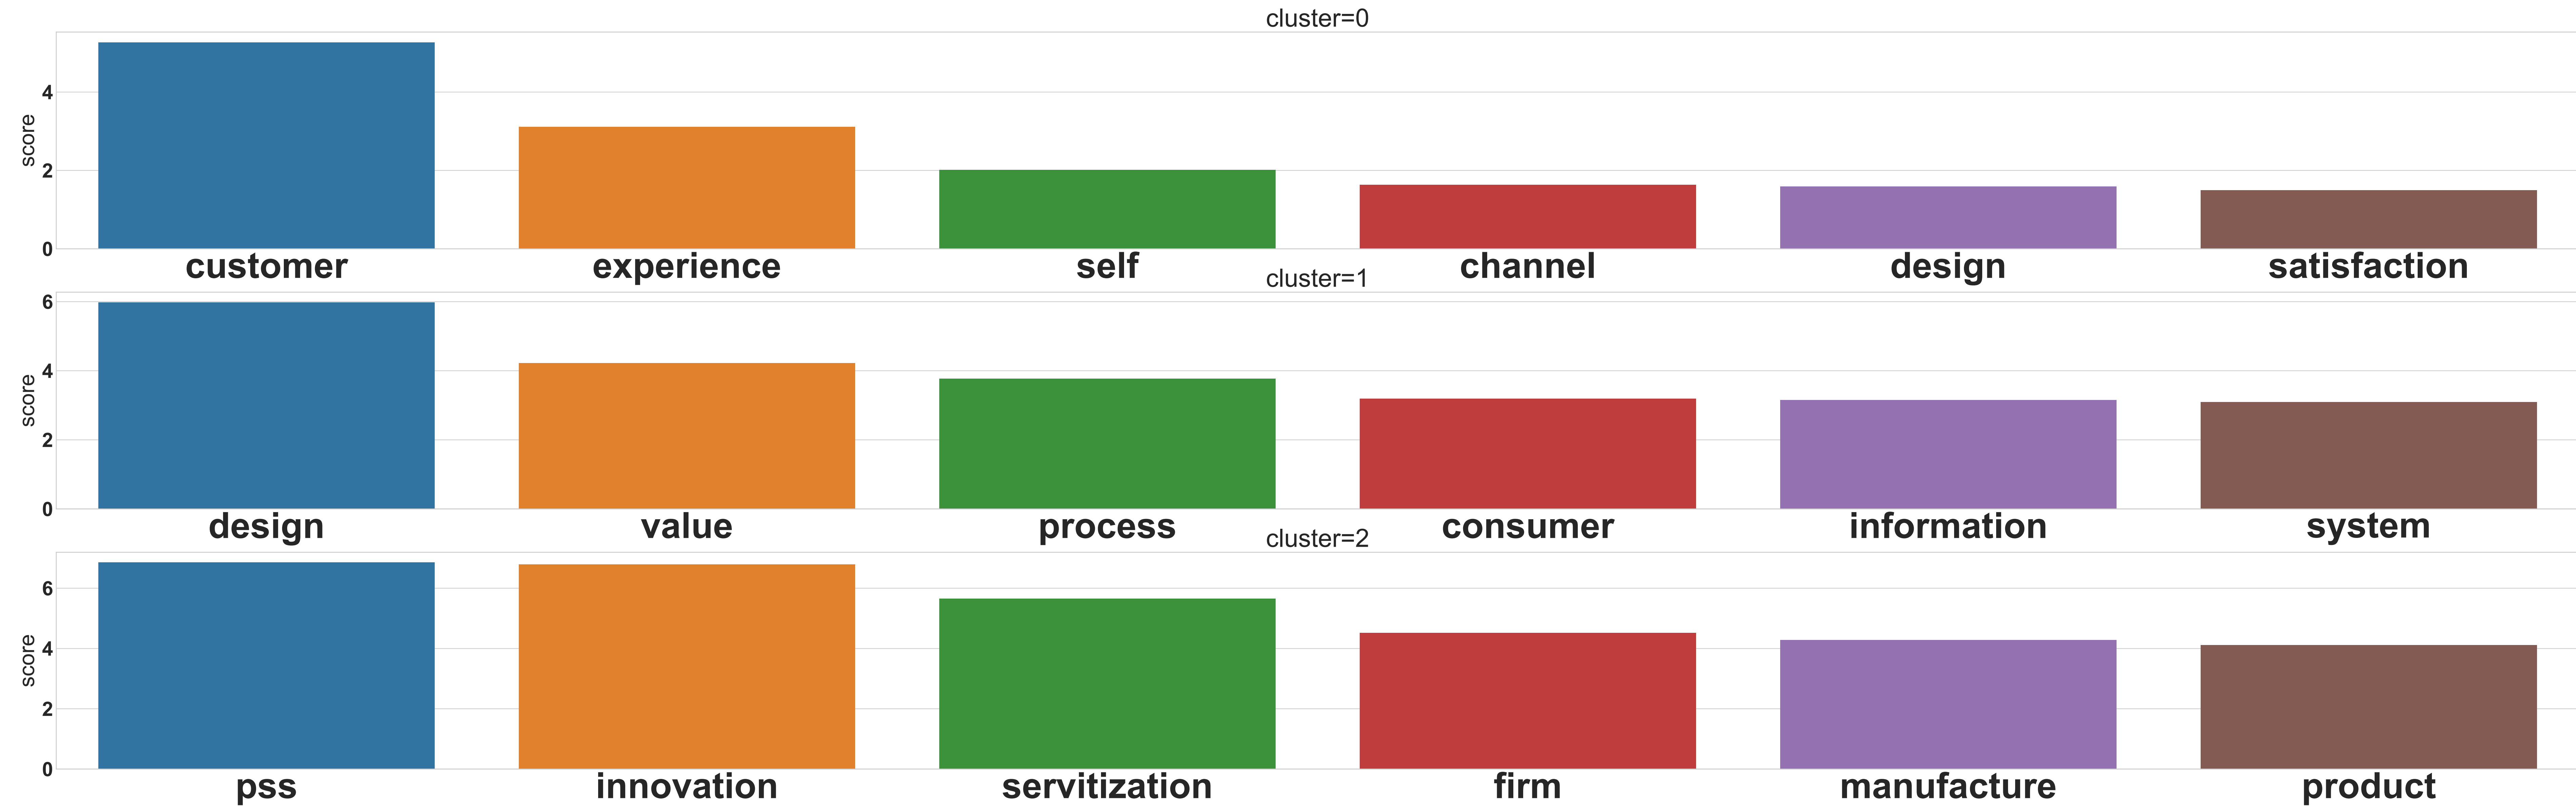 cluster=0
score
4
2
0
customer experience self channel design satisfaction
cluster=1
score
6
4
2
0
design value process consumer information system
cluster=2
score
6
4
2
0
pss innovation servitization firm manufacture product